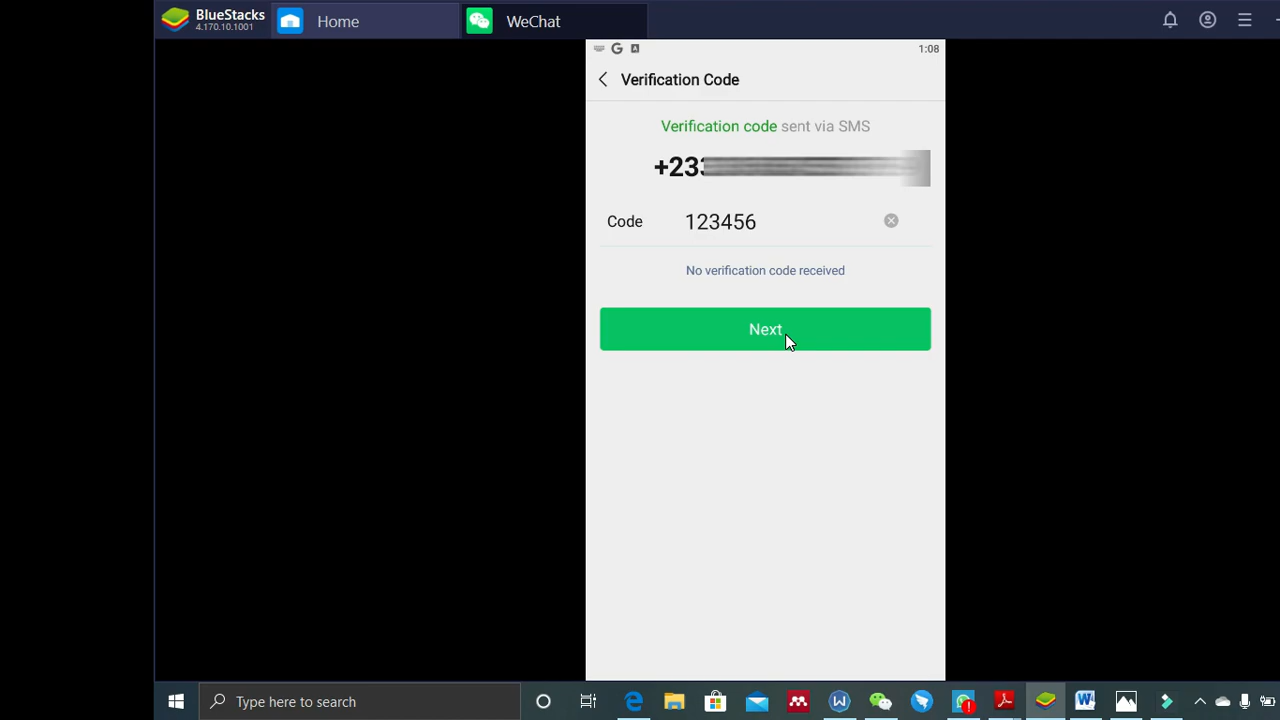 BlueStacks
4.170.10.1001
Home
WeChat
1:08
Verification Code
Verification code sent via SMS
+233
Code 123456
No verification code received
Next
Type here to search